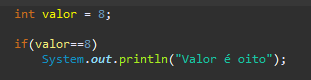 int valor = 8;
if(valor==8)
System.out.println("Valor é oito");